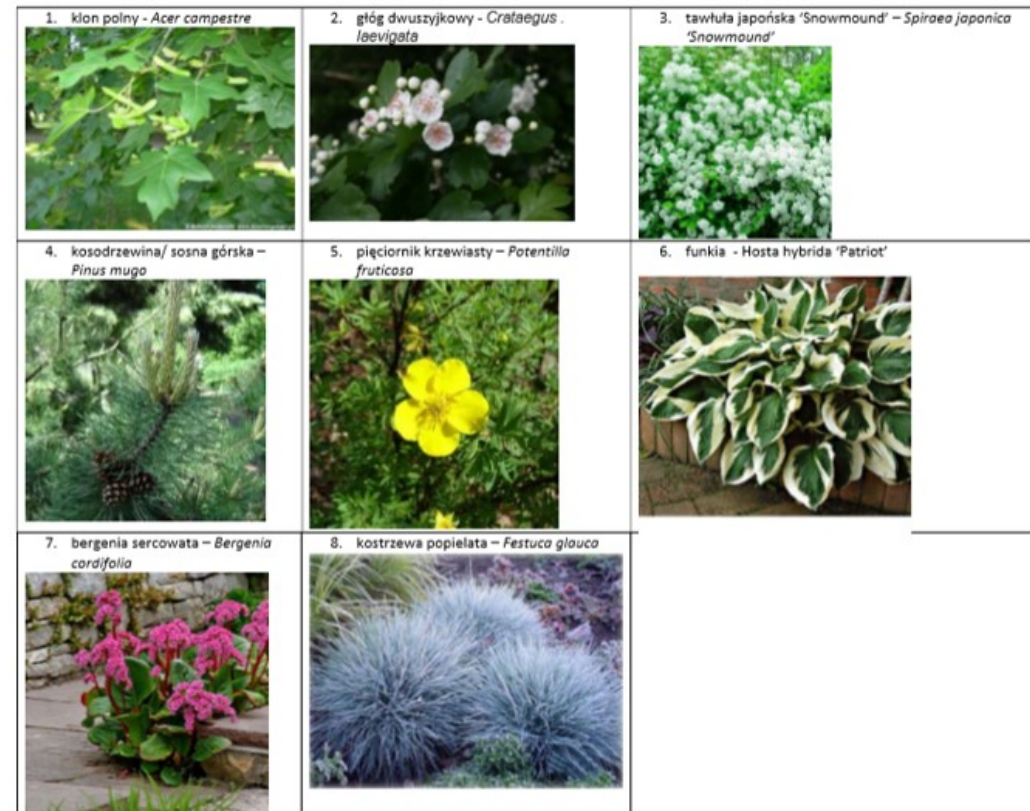 1. klon polny - Acer campestre
2. głóg dwuszyjkowy - Crataegus .
laevigata
3. tawłuła japońska ‘Snowmound’ – Spiraea japonica
‘Snowmound’
4. kosodrzewina/ sosna górska –
Pinus mugo
5. pięciornik krzewiasty – Potentilla
fruticosa
6. funkia - Hosta hybrida ‘Patriot’
7. bergenia sercowata – Bergenia
cordifolia
8. kostrzewa popielata – Festuca glauca